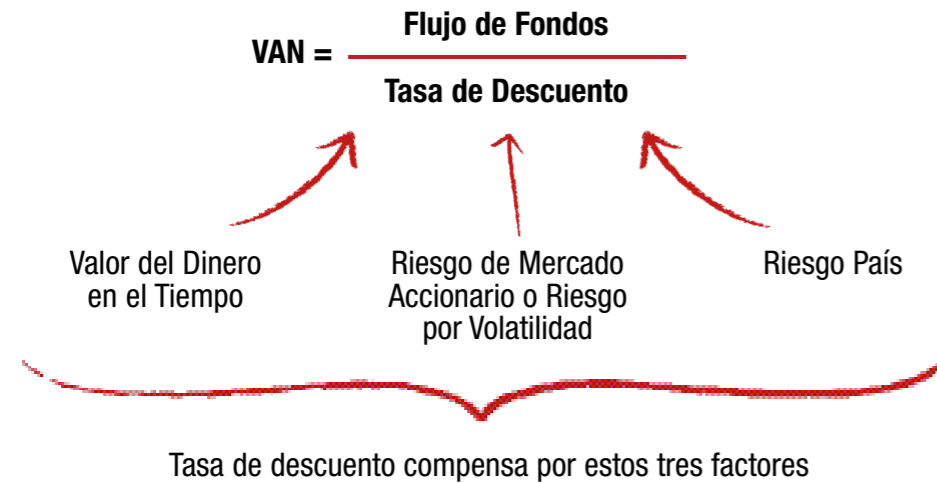 Flujo de Fondos
VAN =
Tasa de Descuento
Valor del Dinero
en el Tiempo
Riesgo de Mercado
Accionario o Riesgo
por Volatilidad
Riesgo País
Tasa de descuento compensa por estos tres factores